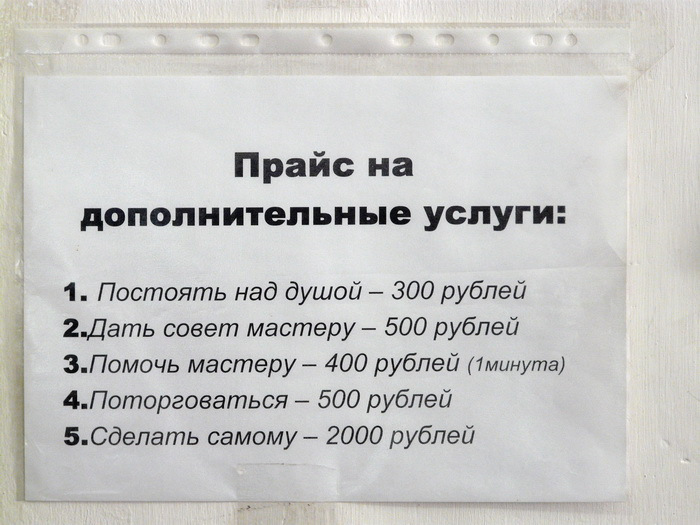 Прайс на
дополнительные услуги:
1. Постоять над душой – 300 рублей
2.Дать совет мастеру – 500 рублей
3.Помочь мастеру – 400 рублей (1минута)
4.Поторговаться – 500 рублей
5.Сделать самому – 2000 рублей